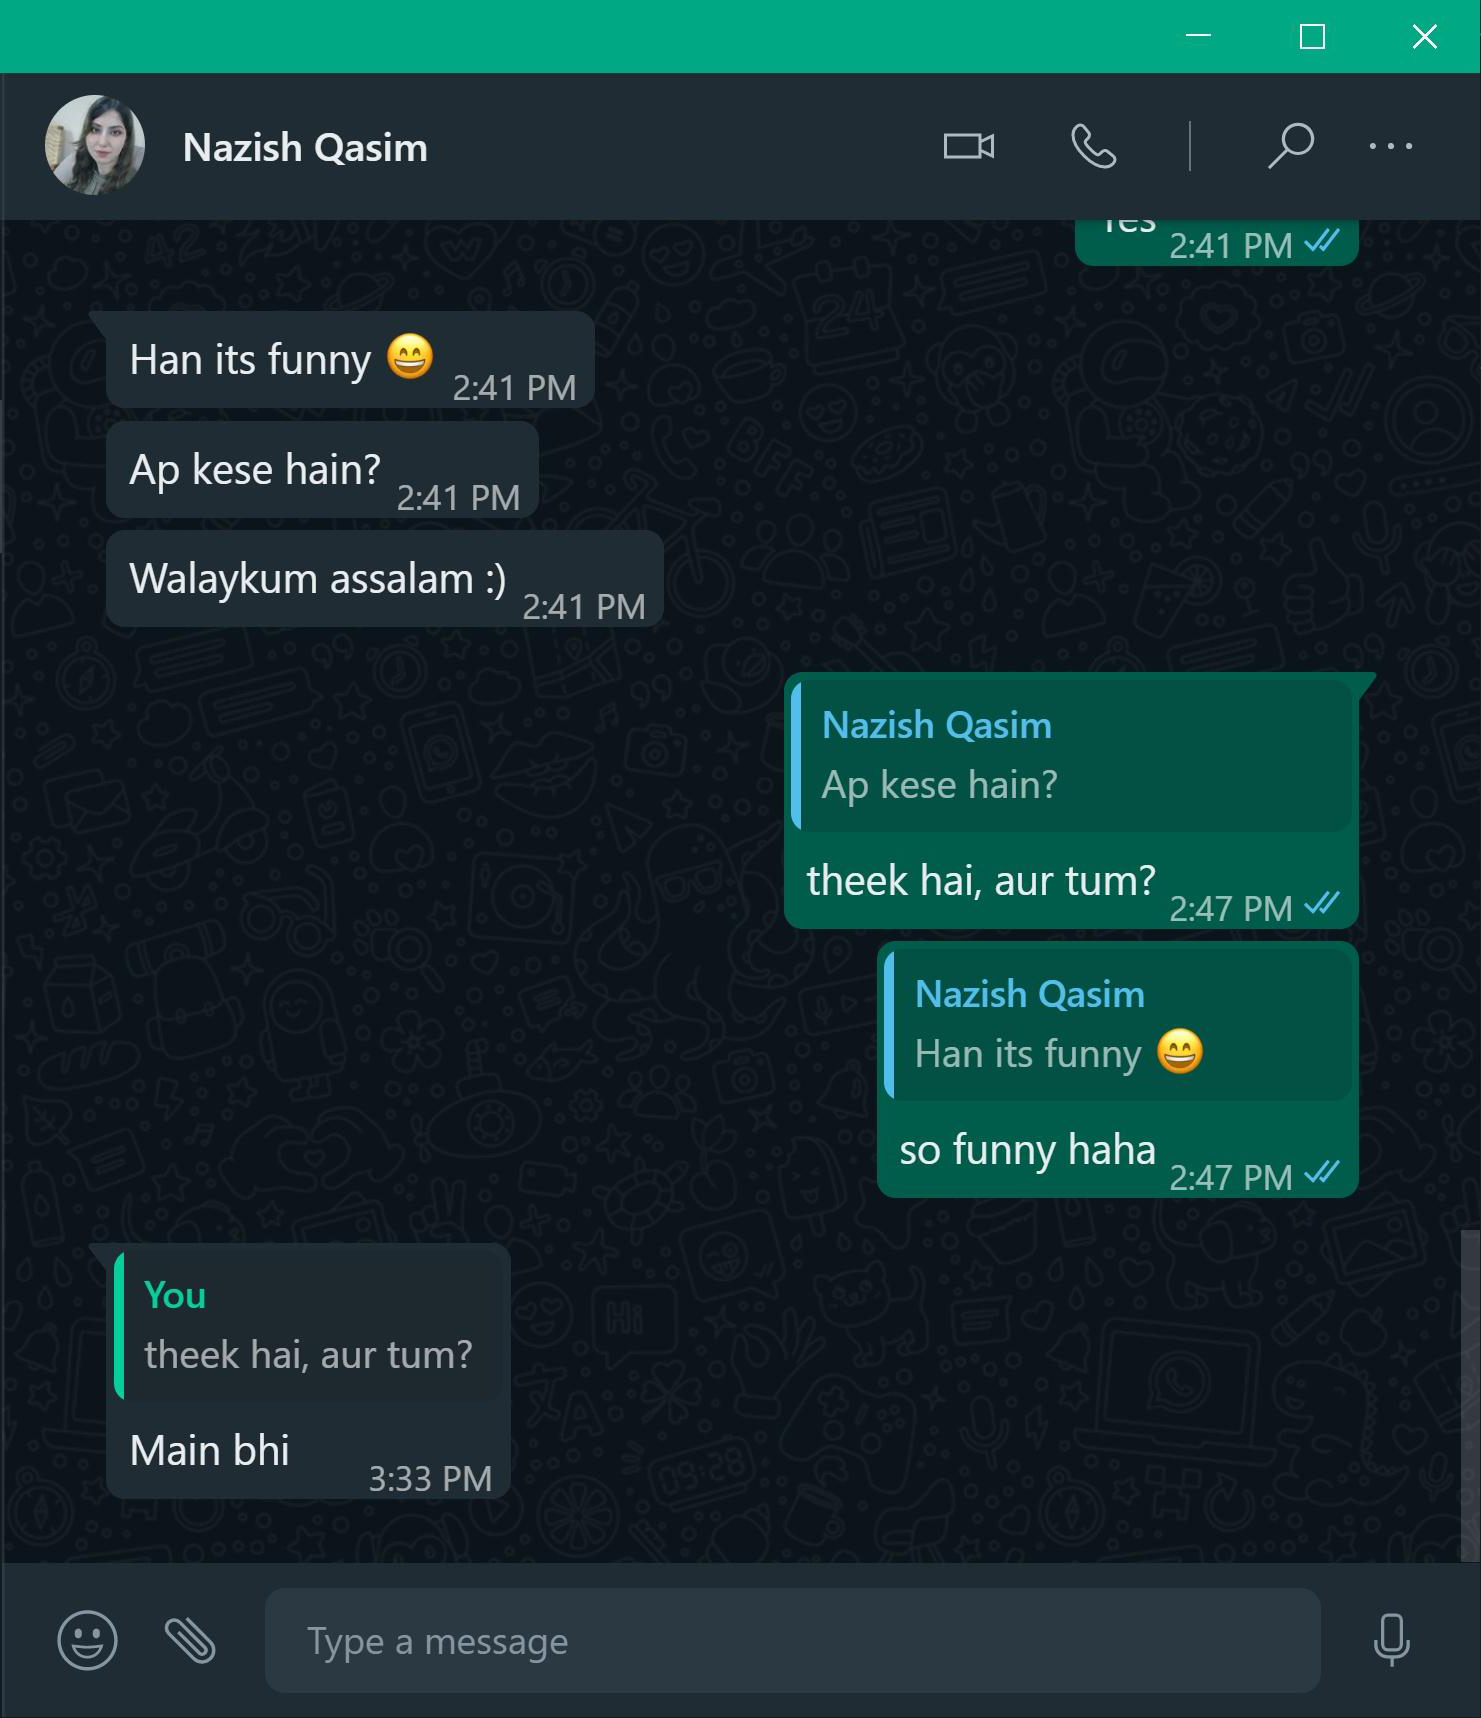 Nazish Qasim
Yes
2:41 PM
Han its funny 😄
2:41 PM
Ap kese hain?
2:41 PM
Walaykum assalam :)
2:41 PM
Nazish Qasim
Ap kese hain?
theek hai, aur tum?
2:47 PM
Nazish Qasim
Han its funny 😄
so funny haha
2:47 PM
You
theek hai, aur tum?
Main bhi
3:33 PM
Type a message